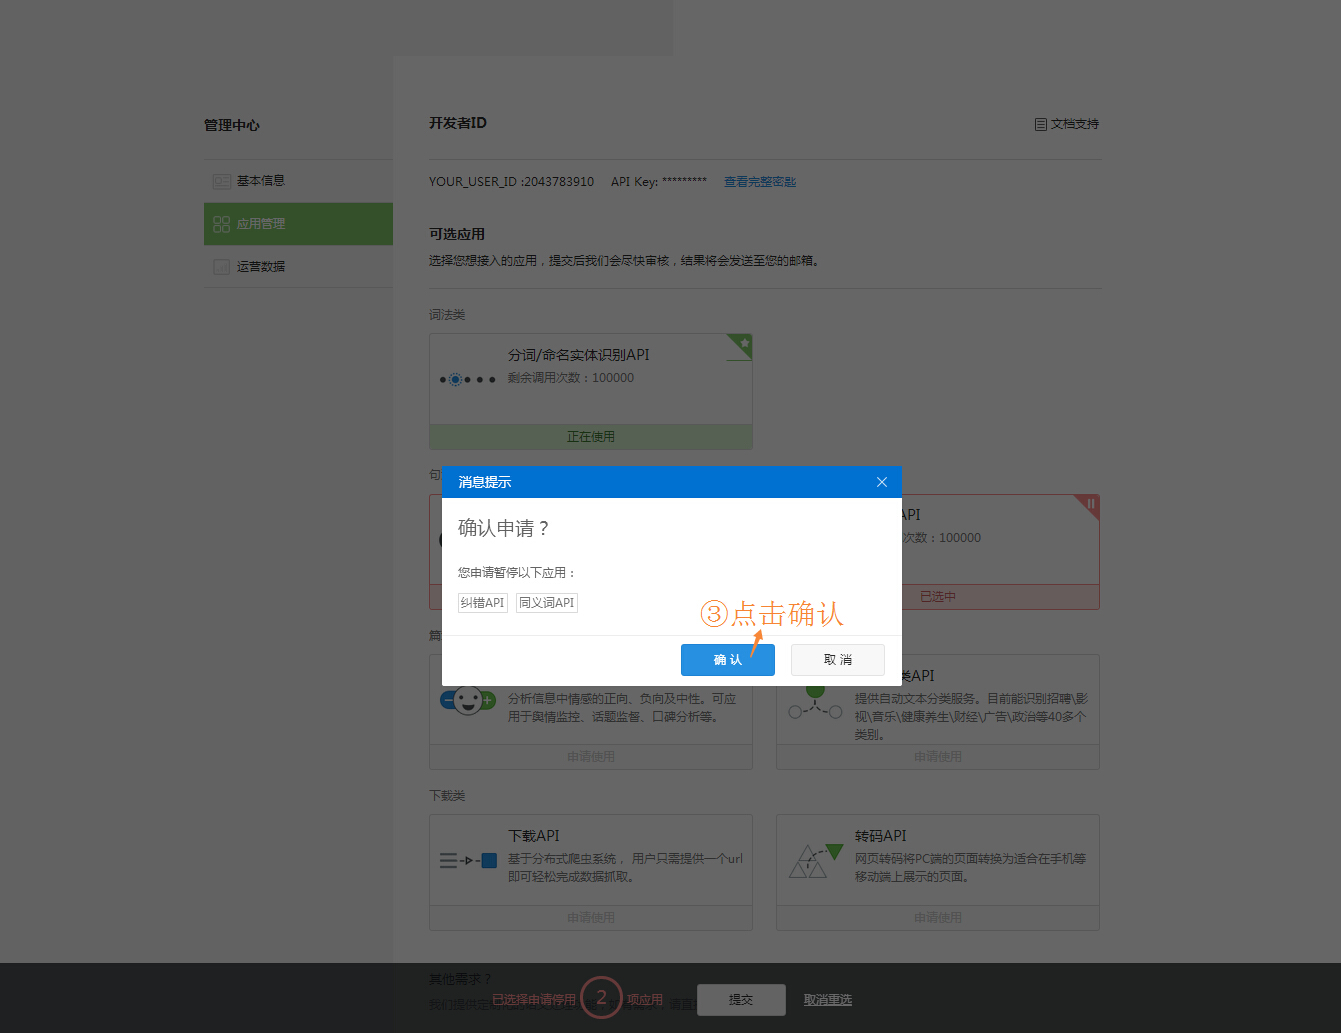 管理中心
基本信息
应用管理
运营数据
开发者ID
文档支持
YOUR_USER_ID :2043783910 API Key: ********* 查看完整密匙
可选应用
选择您想接入的应用，提交后我们会尽快审核，结果将会发送至您的邮箱。
词法类
分词/命名实体识别API
剩余调用次数：100000
正在使用
句
API
次数：100000
已选中
消息提示
确认申请？
您申请暂停以下应用：
纠错API 同义词API
③点击确认
确 认 取 消
篇
分析信息中情感的正向、负向及中性。可应
用于舆情监控、话题监督、口碑分析等。
申请使用
类API
提供自动文本分类服务。目前能识别招聘\影
视\音乐\健康养生\财经\广告\政治等40多个
类别。
申请使用
下载类
下载API
基于分布式爬虫系统， 用户只需提供一个url
即可轻松完成数据抓取。
申请使用
转码API
网页转码将PC端的页面转换为适合在手机等
移动端上展示的页面。
申请使用
其他需求？
我们提供定
已选择申请停用 2 项应用 提交 取消重选